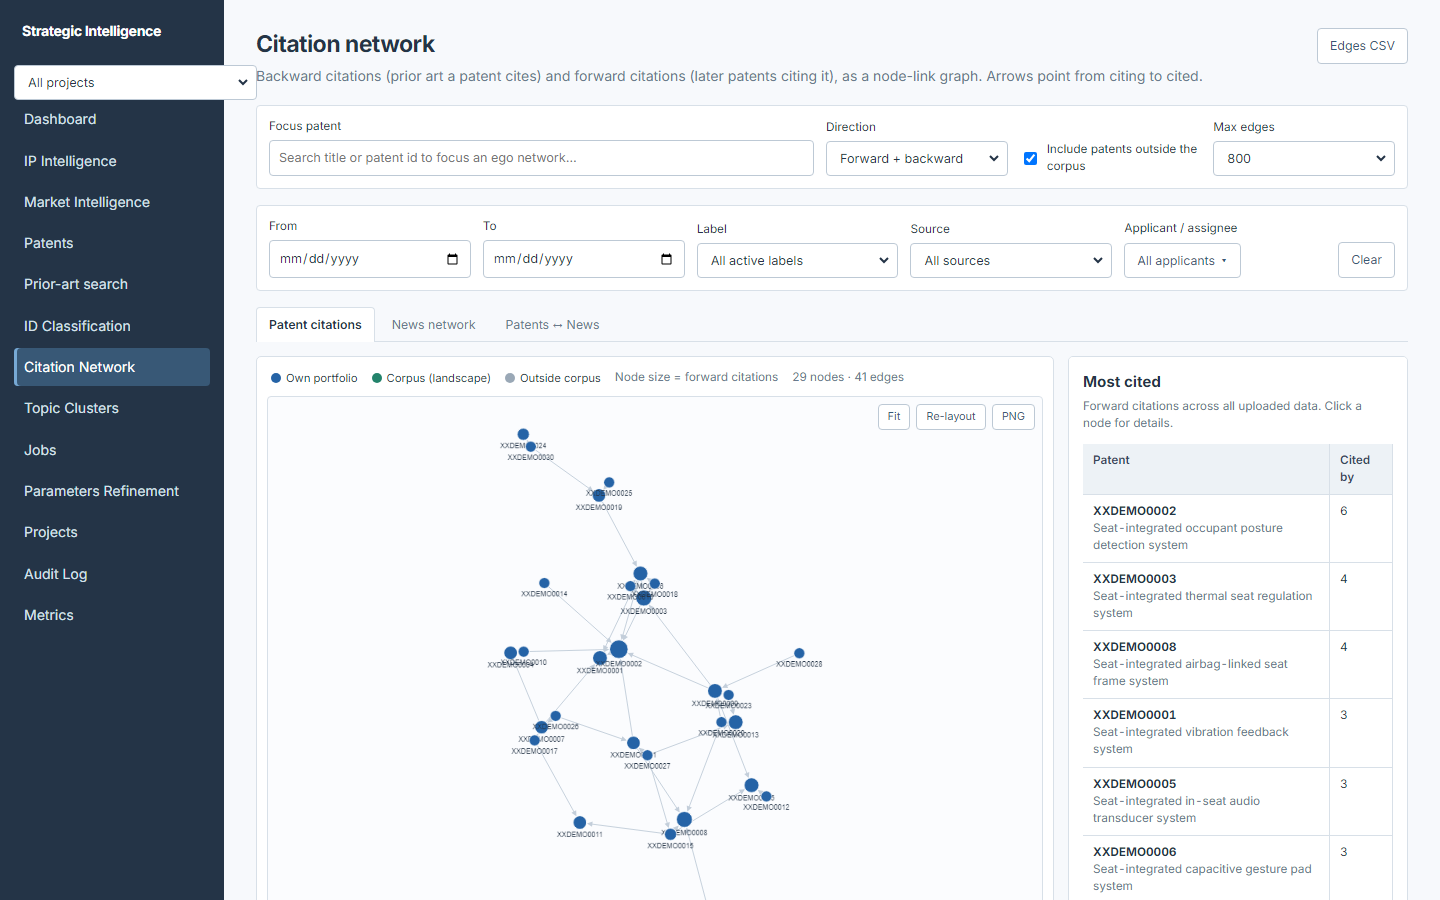 Strategic Intelligence
All projects
Dashboard
IP Intelligence
Market Intelligence
Patents
Prior-art search
ID Classification
Citation Network
Topic Clusters
Jobs
Parameters Refinement
Projects
Audit Log
Metrics
Citation network
Edges CSV
Backward citations (prior art a patent cites) and forward citations (later patents citing it), as a node-link graph. Arrows point from citing to cited.
Focus patent
Search title or patent id to focus an ego network...
Direction
Forward + backward
Include patents outside the
corpus
Max edges
800
From
mm/dd/yyyy
To
mm/dd/yyyy
Label
All active labels
Source
All sources
Applicant / assignee
All applicants
Clear
Patent citations
News network
Patents ↔ News
Own portfolio
Corpus (landscape)
Outside corpus
Node size = forward citations
29 nodes · 41 edges
Fit
Re-layout
PNG
XXDEMO0030
XXDEMO0025
XXDEMO0019
XXDEMO0014
XXDEMO0003
XXDEMO0002
XXDEMO0001
XXDEMO0010
XXDEMO0028
XXDEMO0023
XXDEMO0013
XXDEMO0026
XXDEMO0007
XXDEMO0017
XXDEMO0027
XXDEMO0012
XXDEMO0011
XXDEMO0008
XXDEMO0015
Most cited
Forward citations across all uploaded data. Click a
node for details.
Patent
Cited
by
XXDEMO0002
6
Seat-integrated occupant posture
detection system
XXDEMO0003
4
Seat-integrated thermal seat regulation
system
XXDEMO0008
4
Seat-integrated airbag-linked seat
frame system
XXDEMO0001
3
Seat-integrated vibration feedback
system
XXDEMO0005
3
Seat-integrated in-seat audio
transducer system
XXDEMO0006
3
Seat-integrated capacitive gesture pad
system